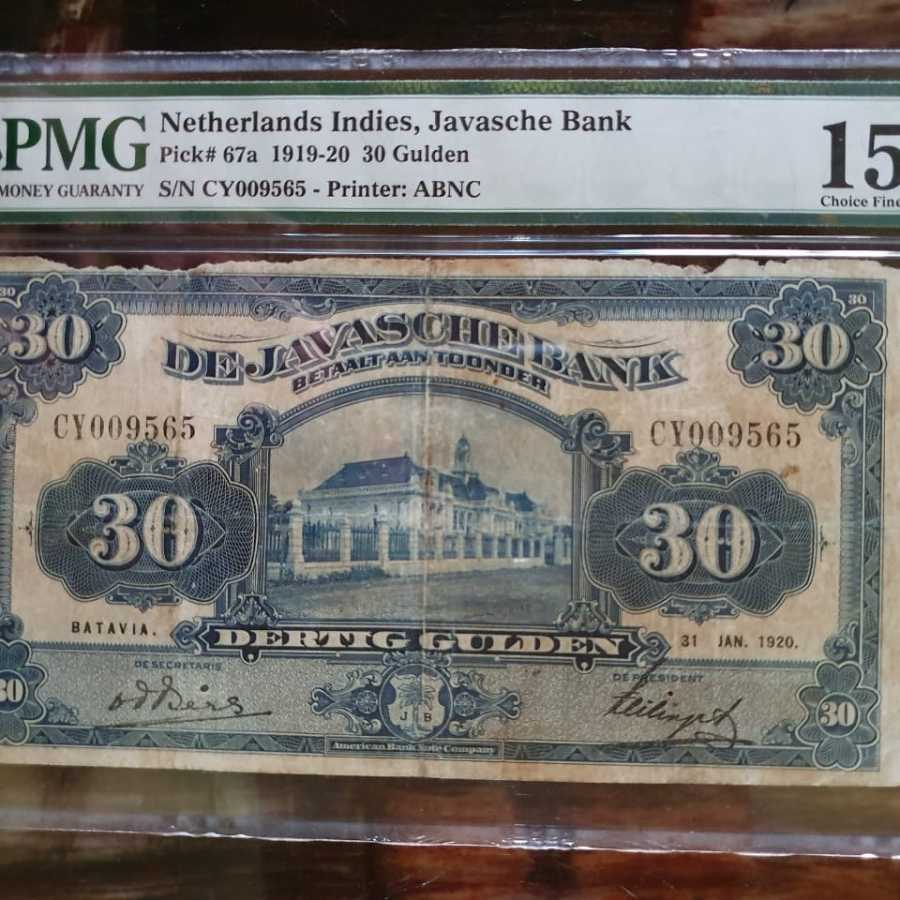 PMG
MONEY GUARANTY
Netherlands Indies, Javasche Bank
Pick# 67a 1919-20 30 Gulden
S/N CY009565 - Printer: ABNC
15
Choice Fine
30
30
30
30
DE JAVASCHE BANK
BETAALT AAN TOONDER
CY009565
CY009565
30
30
BATAVIA.
DERTIG GULDEN
31 JAN. 1920.
DE SECRETARIS
DE PRESIDENT
30
J B
30
American Bank Note Company